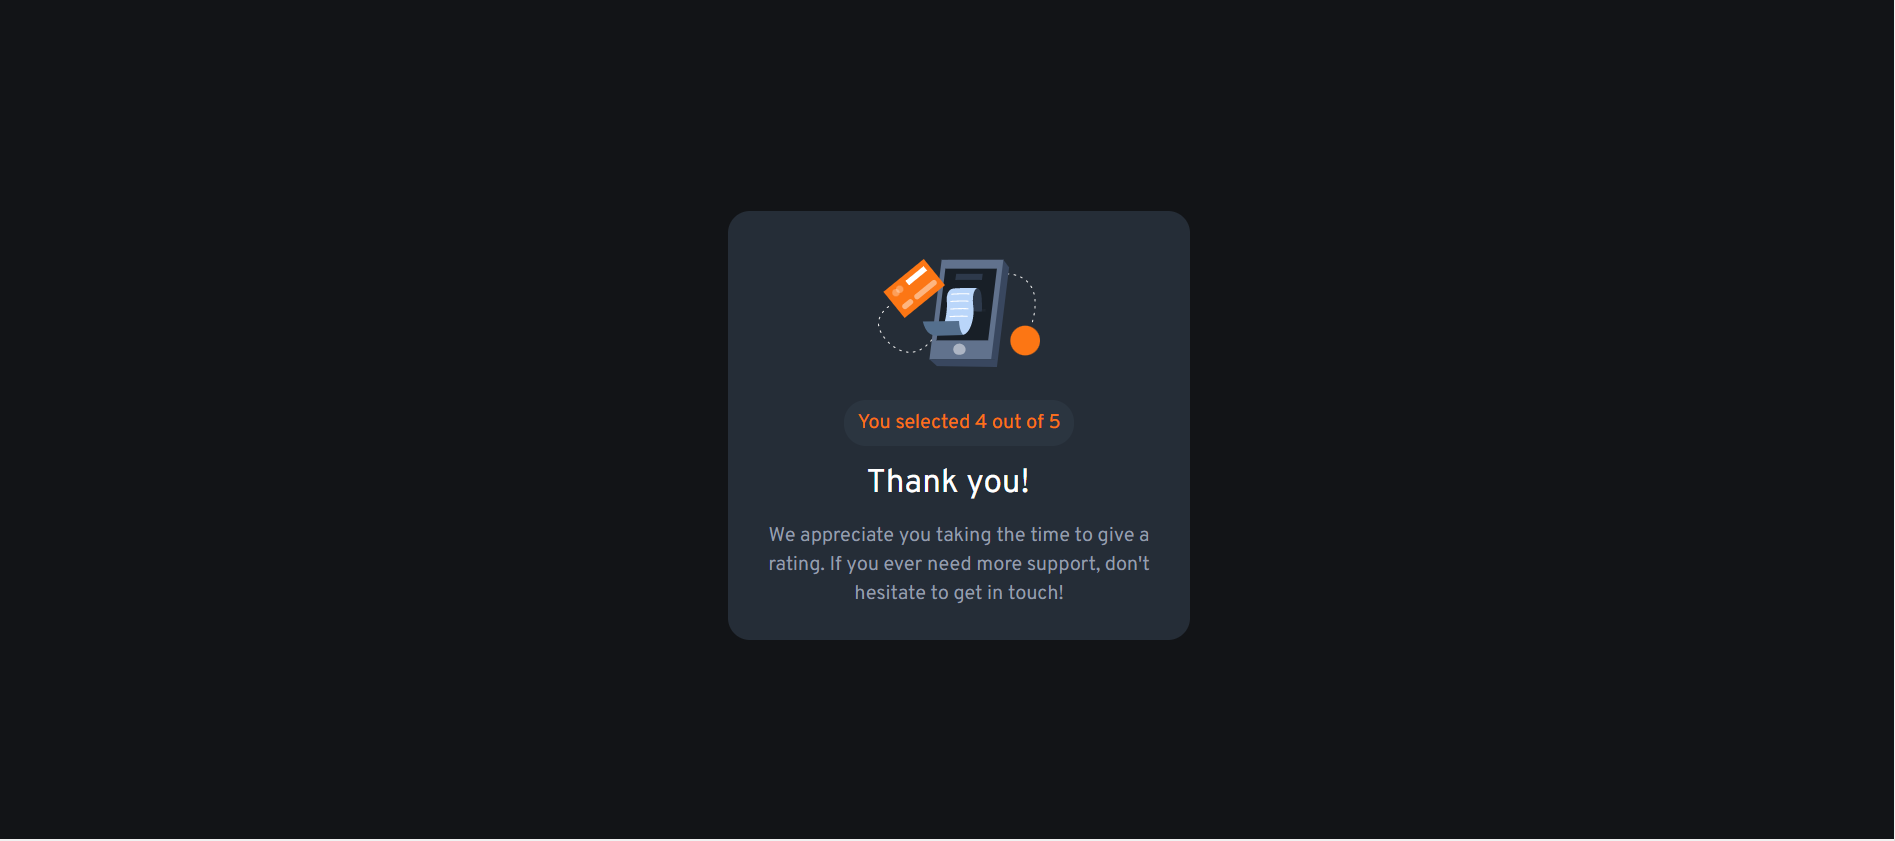 You selected 4 out of 5
Thank you!
We appreciate you taking the time to give a
rating. If you ever need more support, don't
hesitate to get in touch!